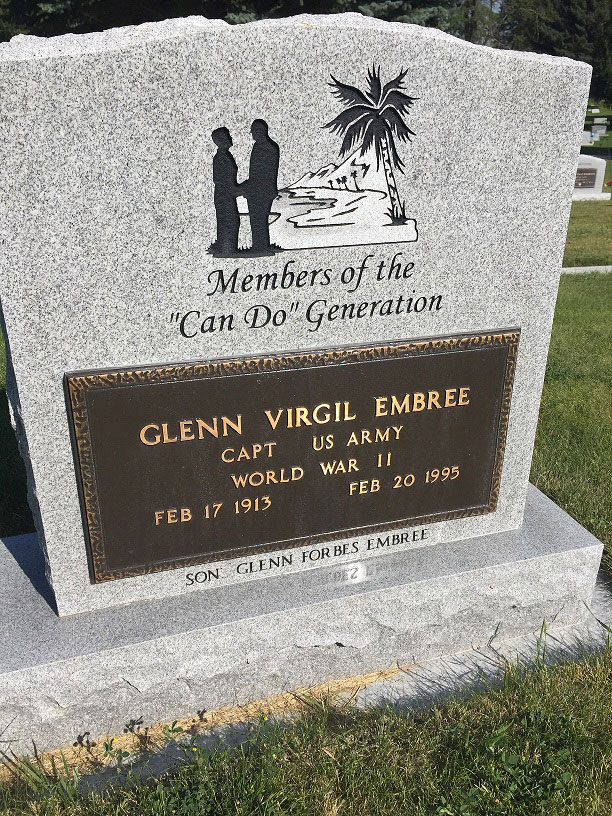 Members of the
"Can Do" Generation
GLENN VIRGIL EMBREE
CAPT US ARMY
WORLD WAR II
FEB 17 1913 FEB 20 1995
SON GLENN FORBES EMBREE